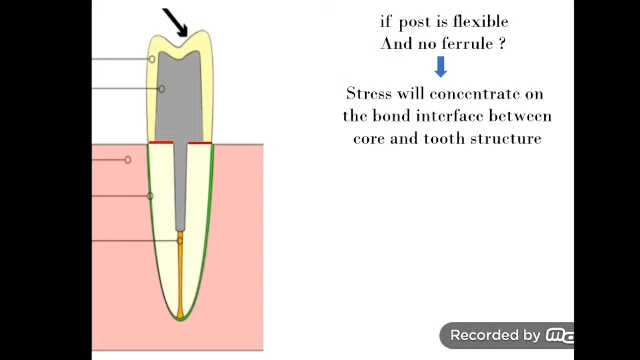 if post is flexible
And no ferrule ?
Stress will concentrate on
the bond interface between
core and tooth structure
Recorded by